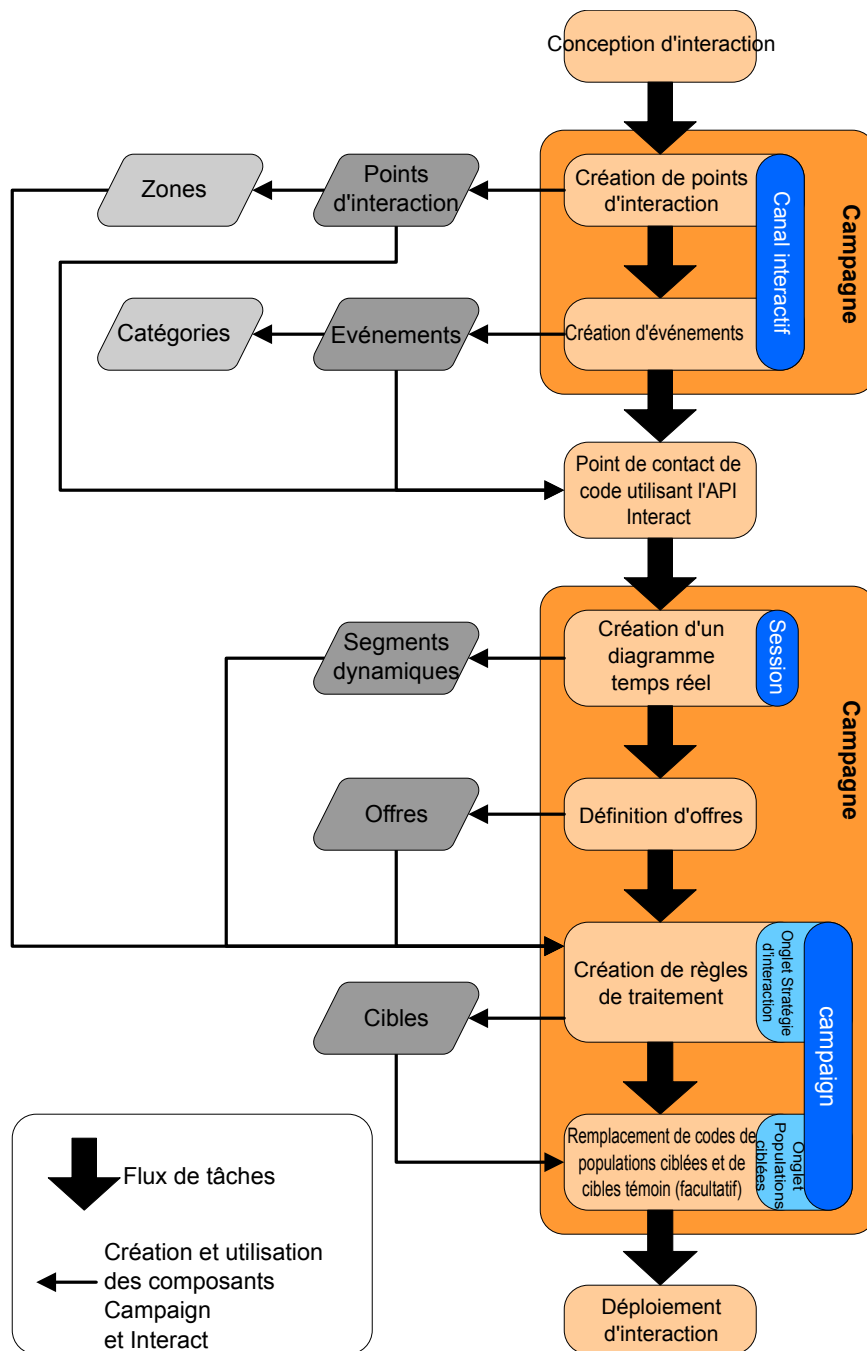 Conception d'interaction
Zones
Points
d'interaction
Création de points
d'interaction
Canal interactif
Campagne
Catégories
Evénements
Création d'événements
Point de contact de
code utilisant l'API
Interact
Segments
dynamiques
Création d'un
diagramme
temps réel
Session
Campagne
Offres
Définition d'offres
Création de règles
de traitement
Onglet Stratégie
d'interaction
campaign
Cibles
Remplacement de codes de
populations ciblées et de
cibles témoin (facultatif)
Onglet
Populations
ciblées
Flux de tâches
Création et utilisation
des composants
Campaign
et Interact
Déploiement
d'interaction